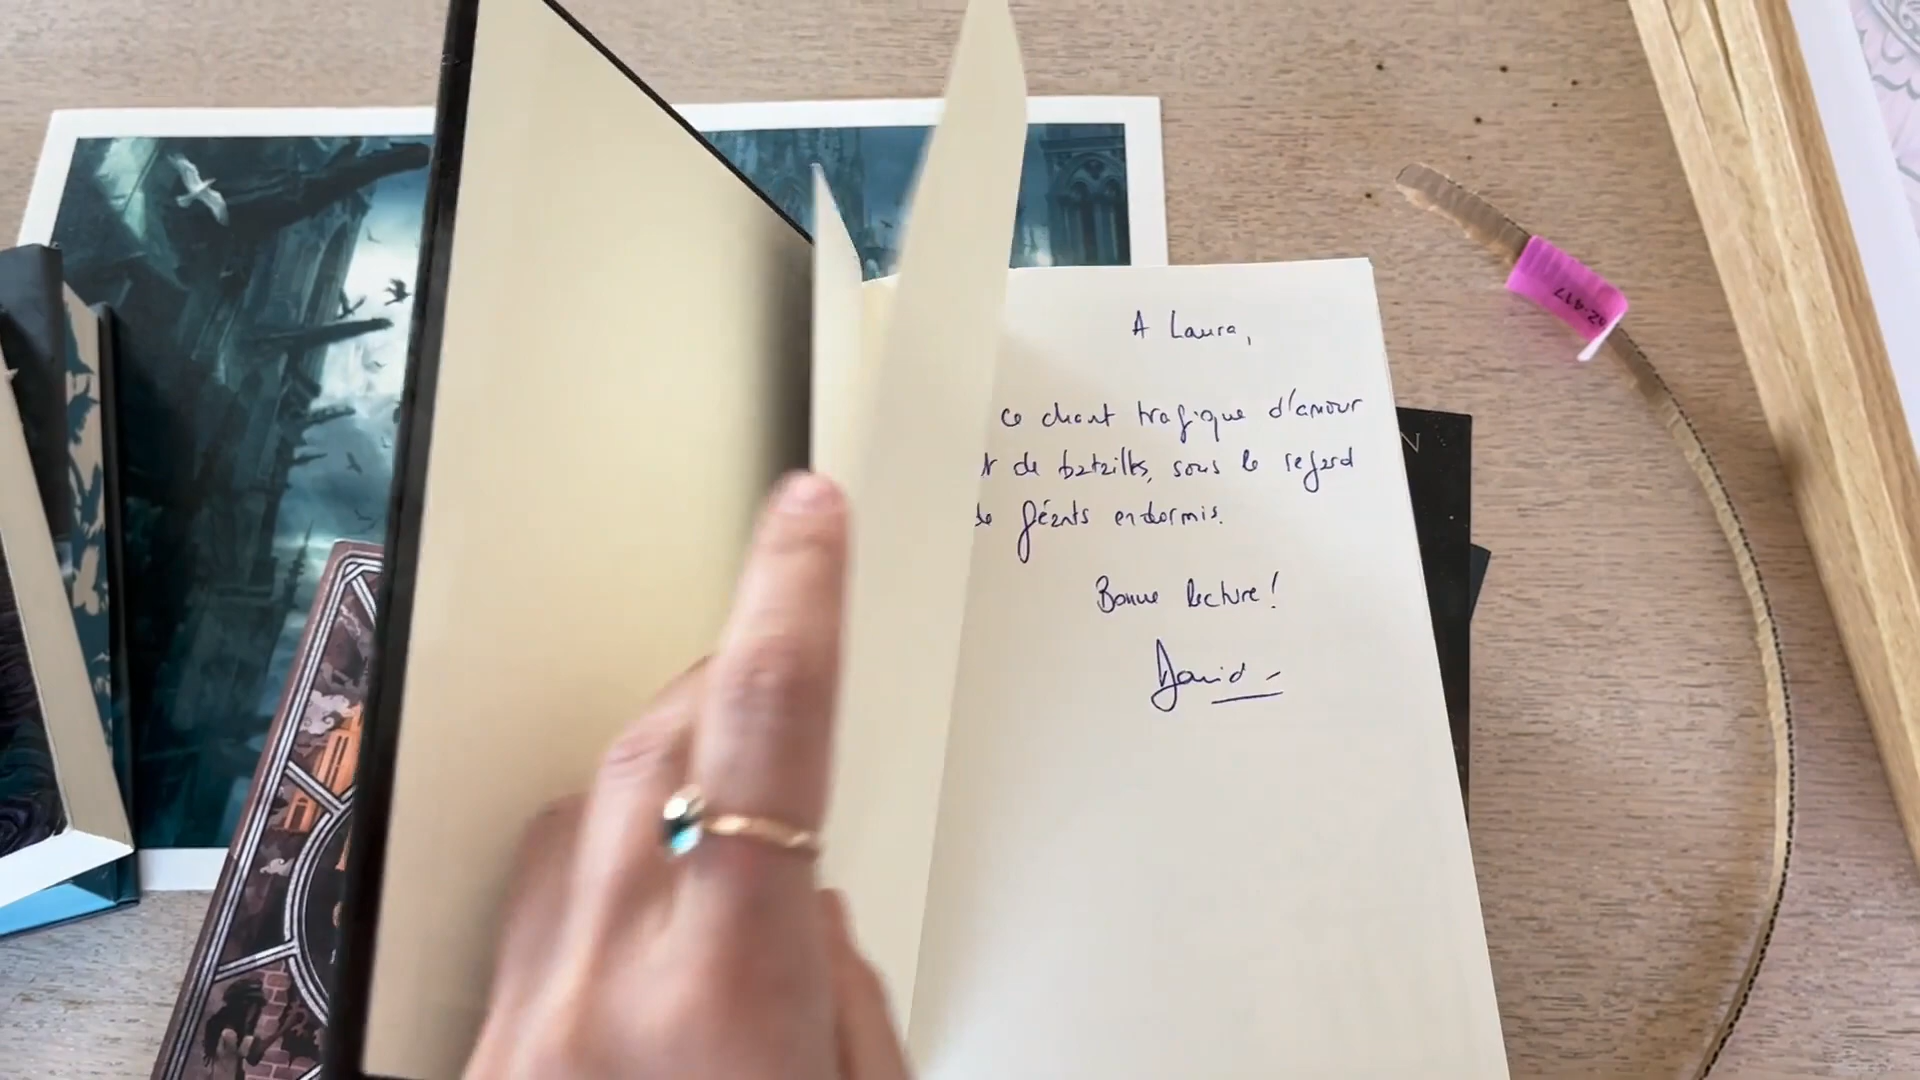 A Laura,
ce chant tragique d'amour
de batailles, sous le regard
géants endormis.
Bonne lecture!
David
N